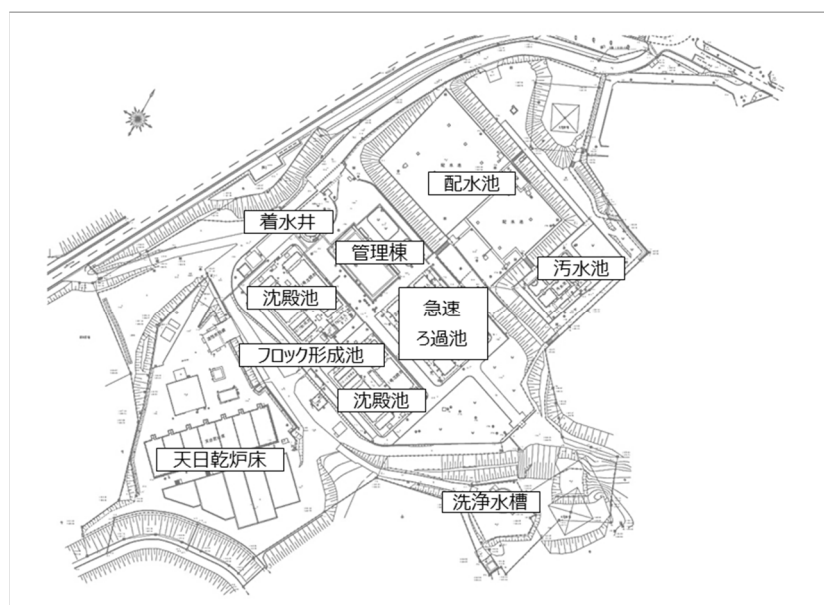 配水池
着水井
管理棟
汚水池
沈殿池
急速
ろ過池
フロック形成池
沈殿池
天日乾炉床
洗浄水槽